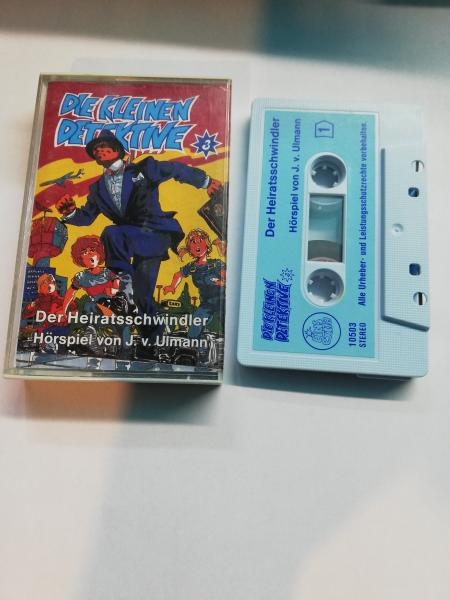 DIE KLEINEN
DETEKTIVE
3
Der Heiratsschwindler
Hörspiel von J. v. Ulmann
Der Heiratsschwindler
Hörspiel von J. v. Ulmann
1
Alle Urheber- und Leistungsschutzrechte vorbehalten.
DIE KLEINEN
DETEKTIVE
10503
STEREO